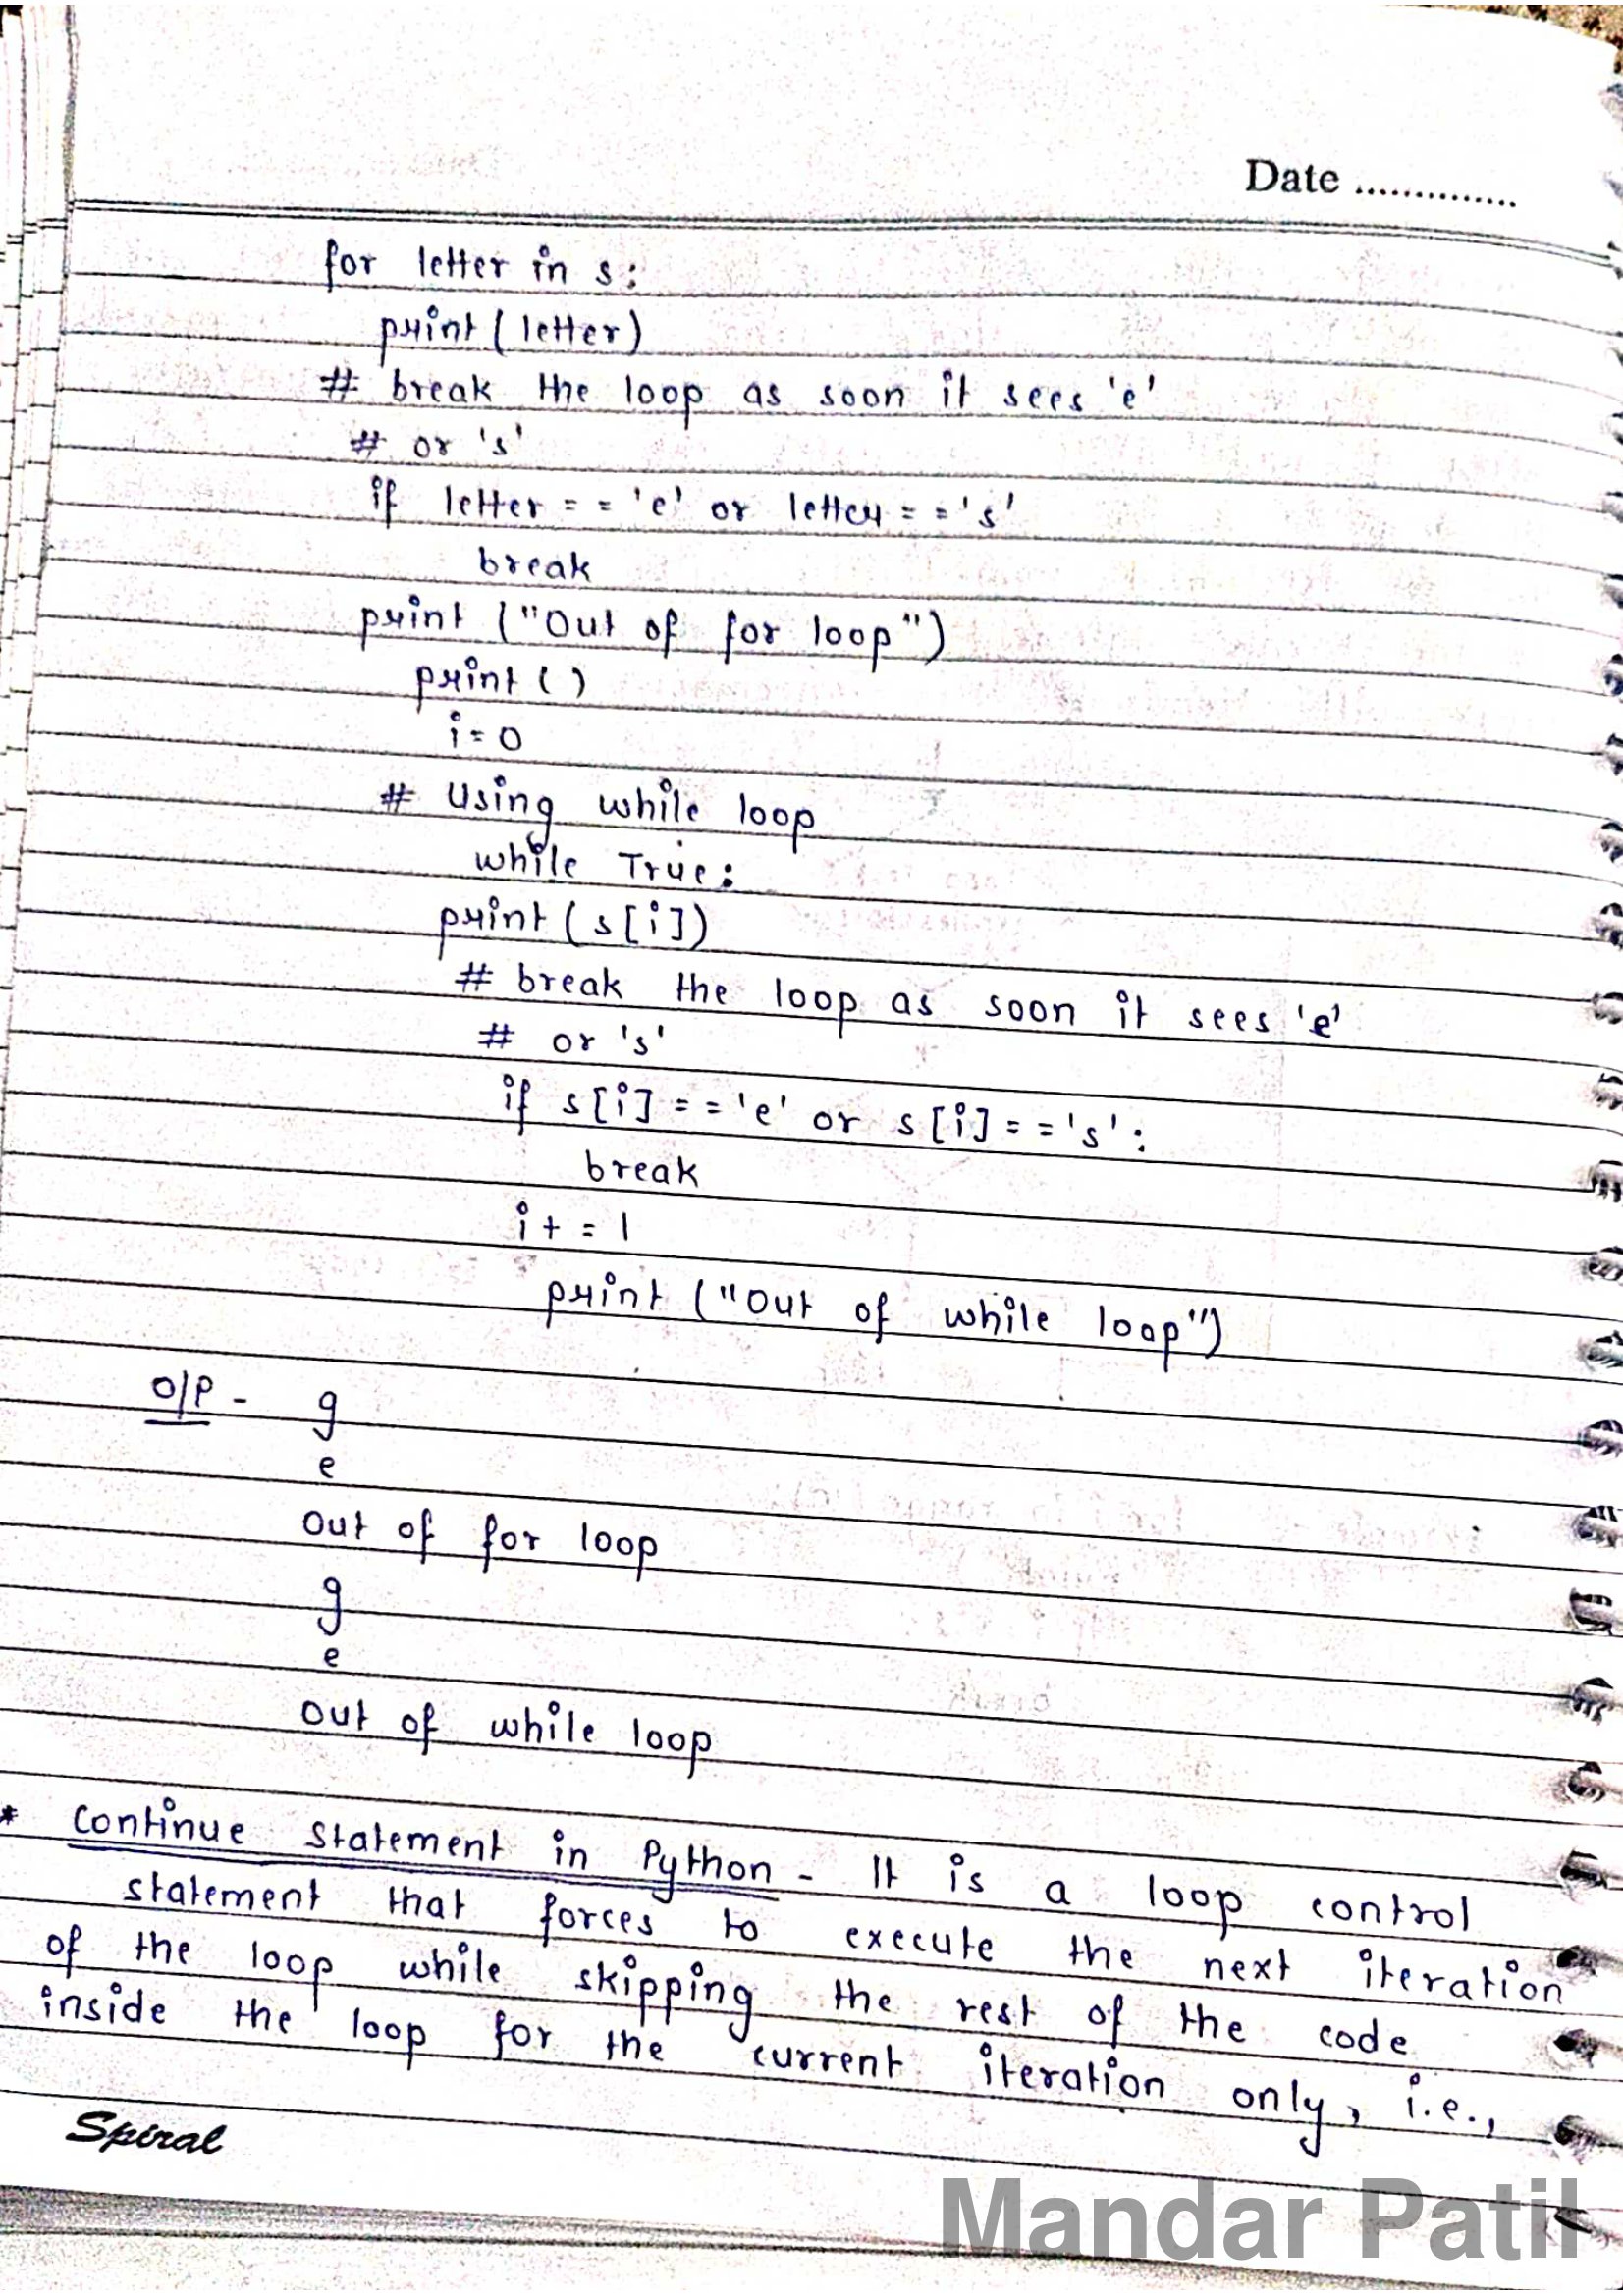 Date ..............
for letter in s:
print (letter)
# break the loop as soon it sees 'e'
# or 's'
if letter = = 'e' or letter = = 's'
break
print ("Out of for loop")
print ( )
i = 0
# Using while loop
while True:
print (s[i])
# break the loop as soon it sees 'e'
# or 's'
if s[i] = = 'e' or s[i] = = 's' :
break
i + = 1
print ("Out of while loop")
O/P - g
e
Out of for loop
g
e
Out of while loop
* Continue Statement in Python - It is a loop control
statement that forces to execute the next iteration
of the loop while skipping the rest of the code
inside the loop for the current iteration only, i.e.,
Spiral
Mandar Patil